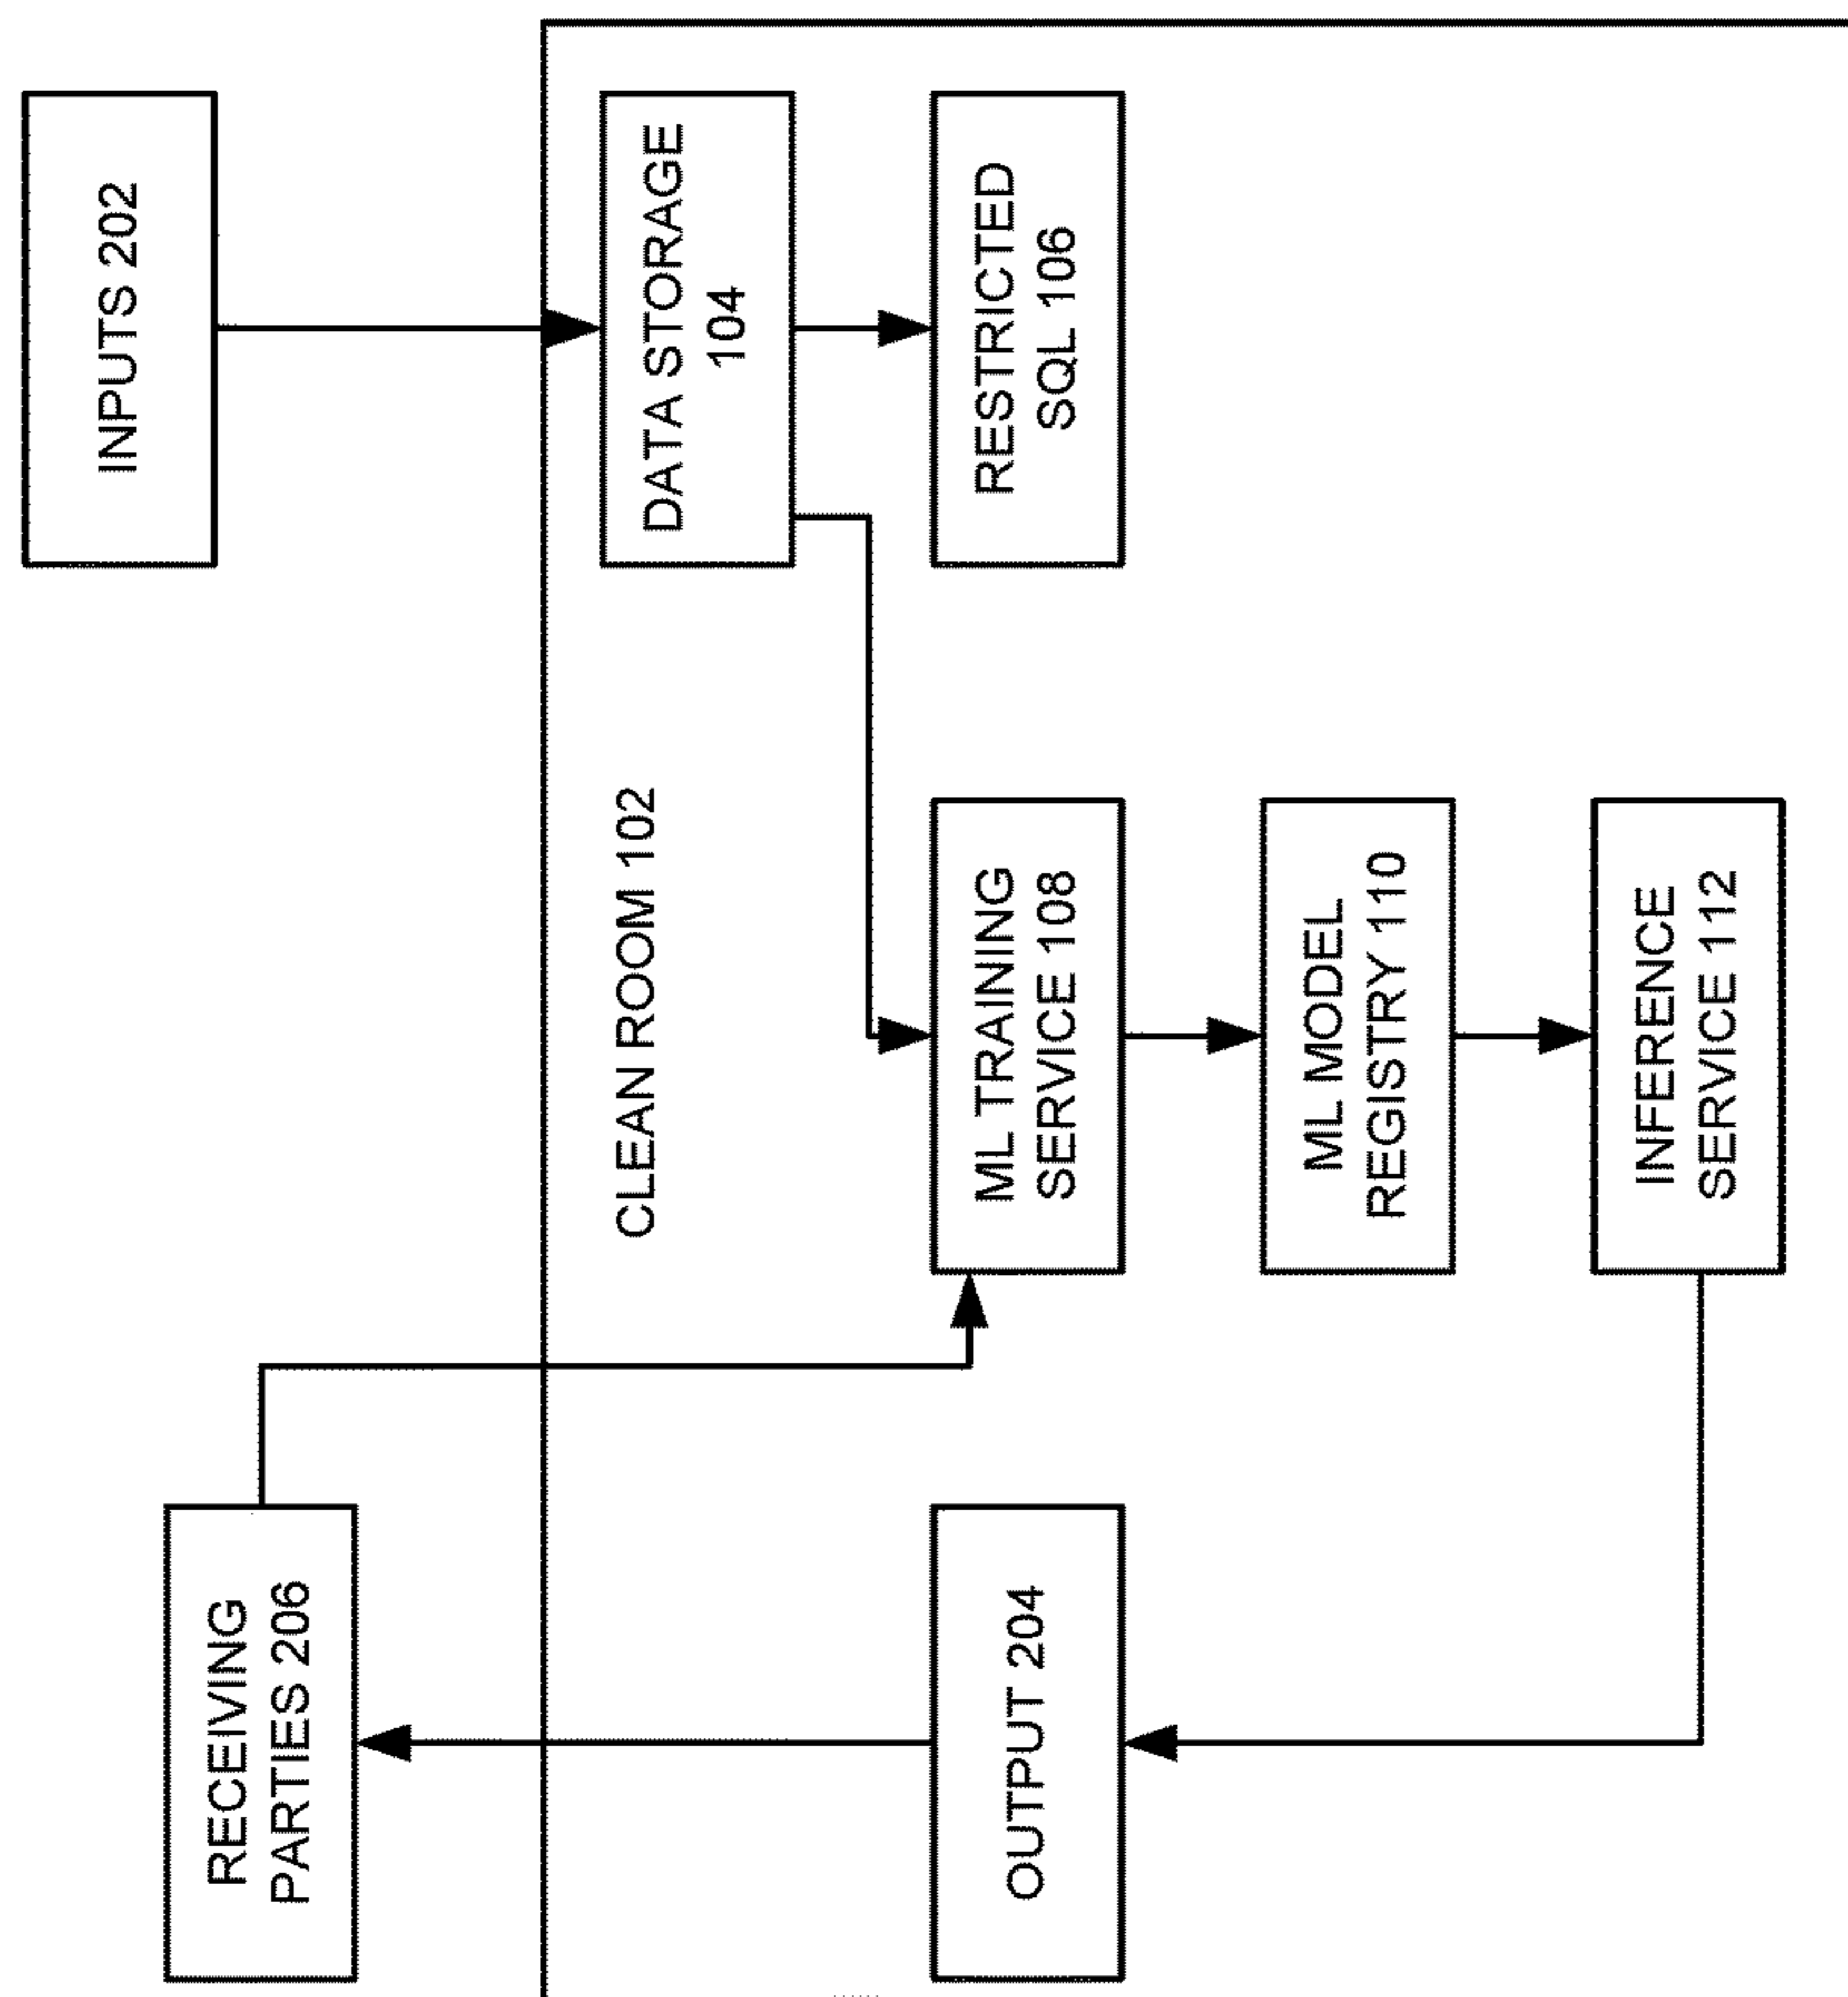 INPUTS 202
DATA STORAGE
104
RESTRICTED
SQL 106
CLEAN ROOM 102
ML TRAINING
SERVICE 108
ML MODEL
REGISTRY 110
INFERENCE
SERVICE 112
RECEIVING
PARTIES 206
OUTPUT 204